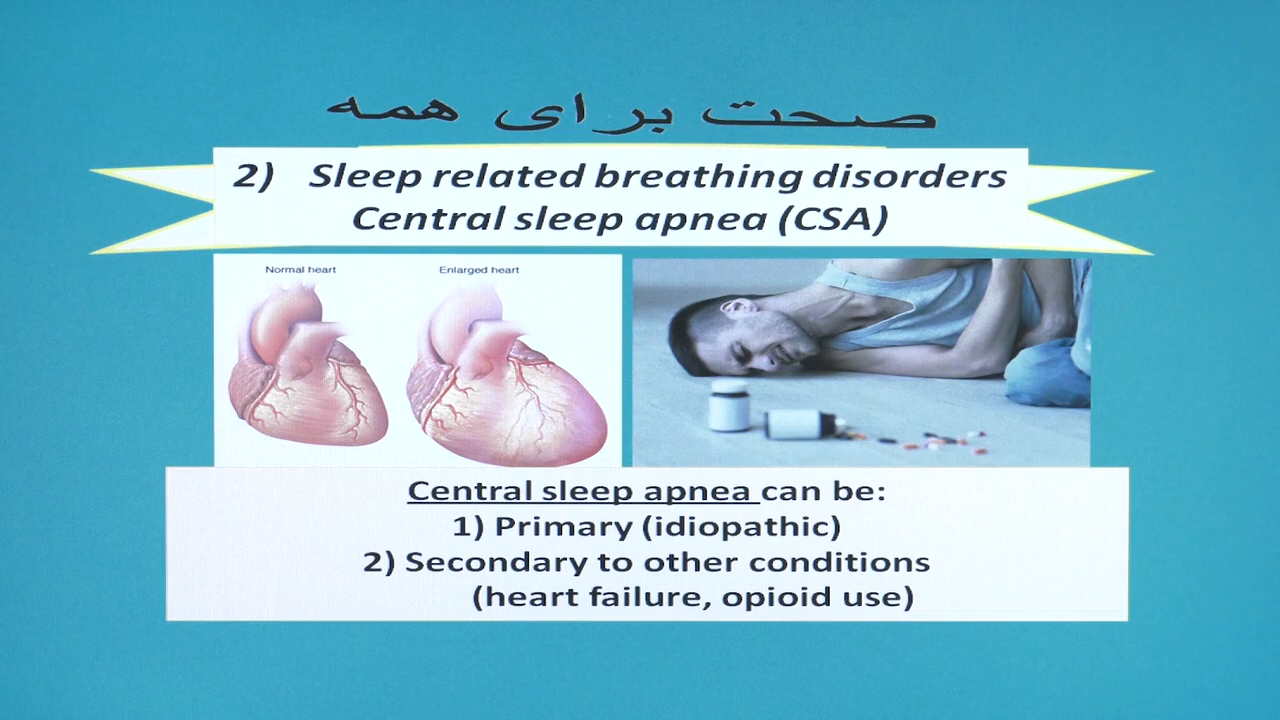 صحت برای همه
2) Sleep related breathing disorders
Central sleep apnea (CSA)
Normal heart
Enlarged heart
Central sleep apnea can be:
1) Primary (idiopathic)
2) Secondary to other conditions
(heart failure, opioid use)